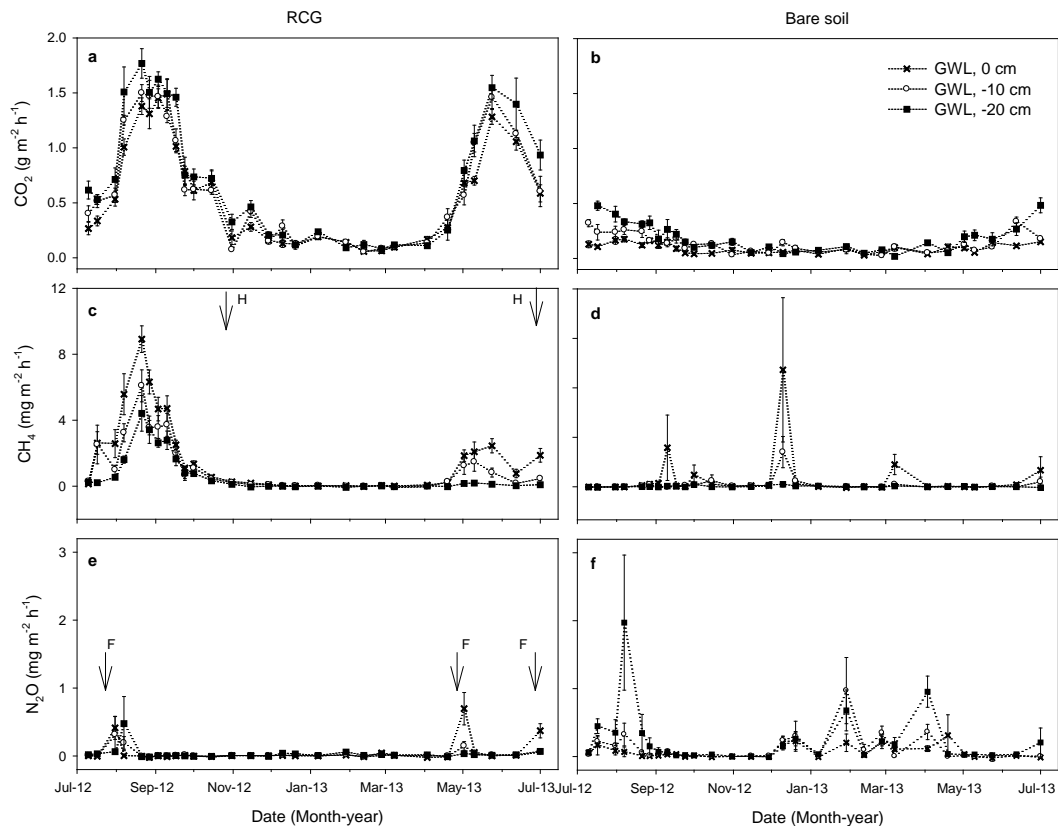 RCG
Bare soil
a
b
GWL, 0 cm
GWL, -10 cm
GWL, -20 cm
2.0
1.5
1.0
0.5
0.0
CO₂ (g m⁻² h⁻¹)
c
H
H
d
12
8
4
0
CH₄ (mg m⁻² h⁻¹)
e
F
F
F
f
3
2
1
0
N₂O (mg m⁻² h⁻¹)
Jul-12 Sep-12 Nov-12 Jan-13 Mar-13 May-13 Jul-13
Jul-12 Sep-12 Nov-12 Jan-13 Mar-13 May-13 Jul-13
Date (Month-year)
Date (Month-year)